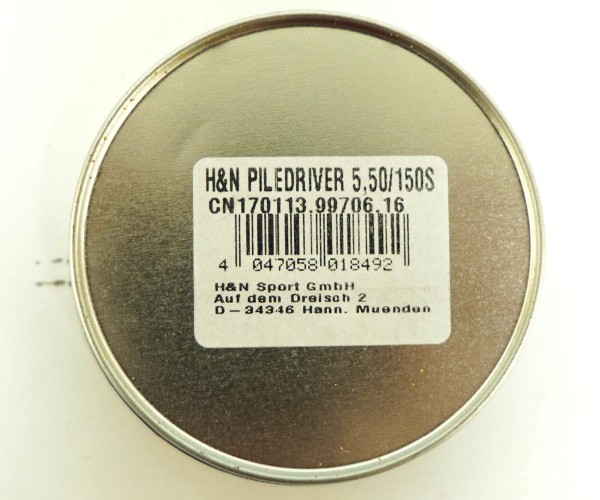 H&N PILEDRIVER 5,50/150S
CN170113.99706.16
4 047058 018492
H&N Sport GmbH
Auf dem Dreisch 2
D-34346 Hann. Muenden